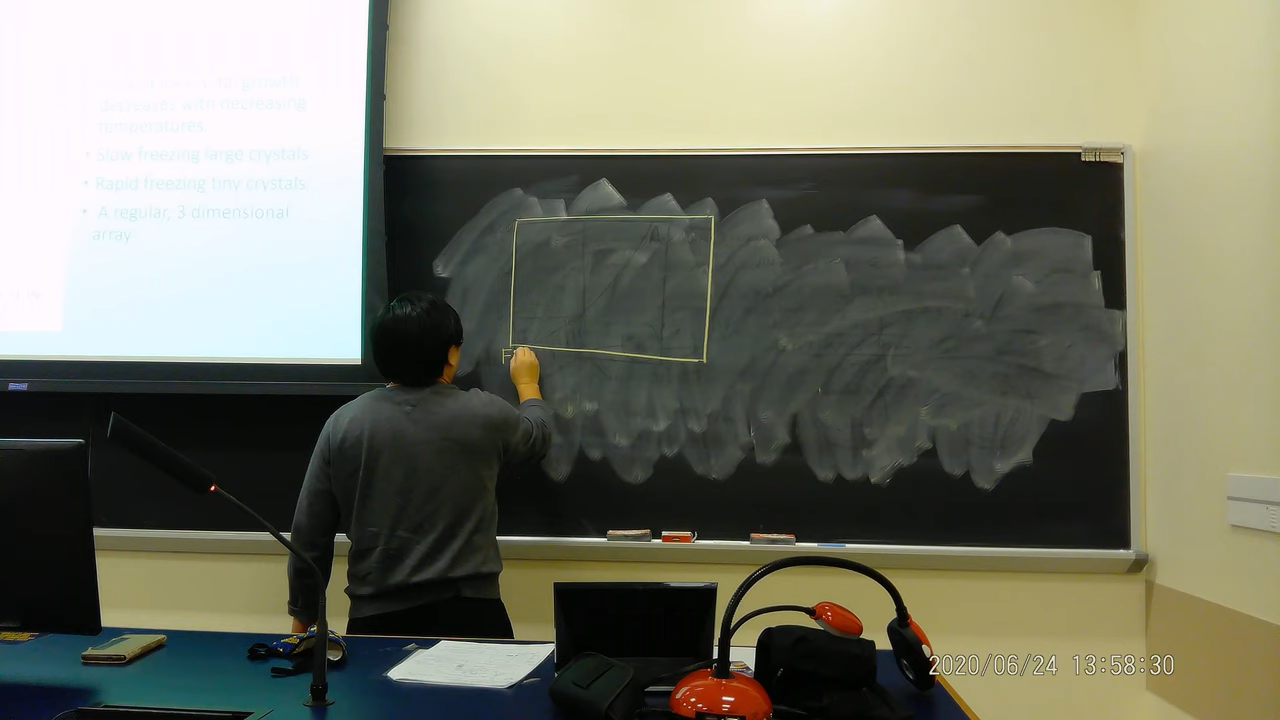 growth
decreases with decreasing
temperatures.
• Slow freezing large crystals
• Rapid freezing tiny crystals
• A regular, 3 dimensional
array
F
2020/06/24 13:58:30